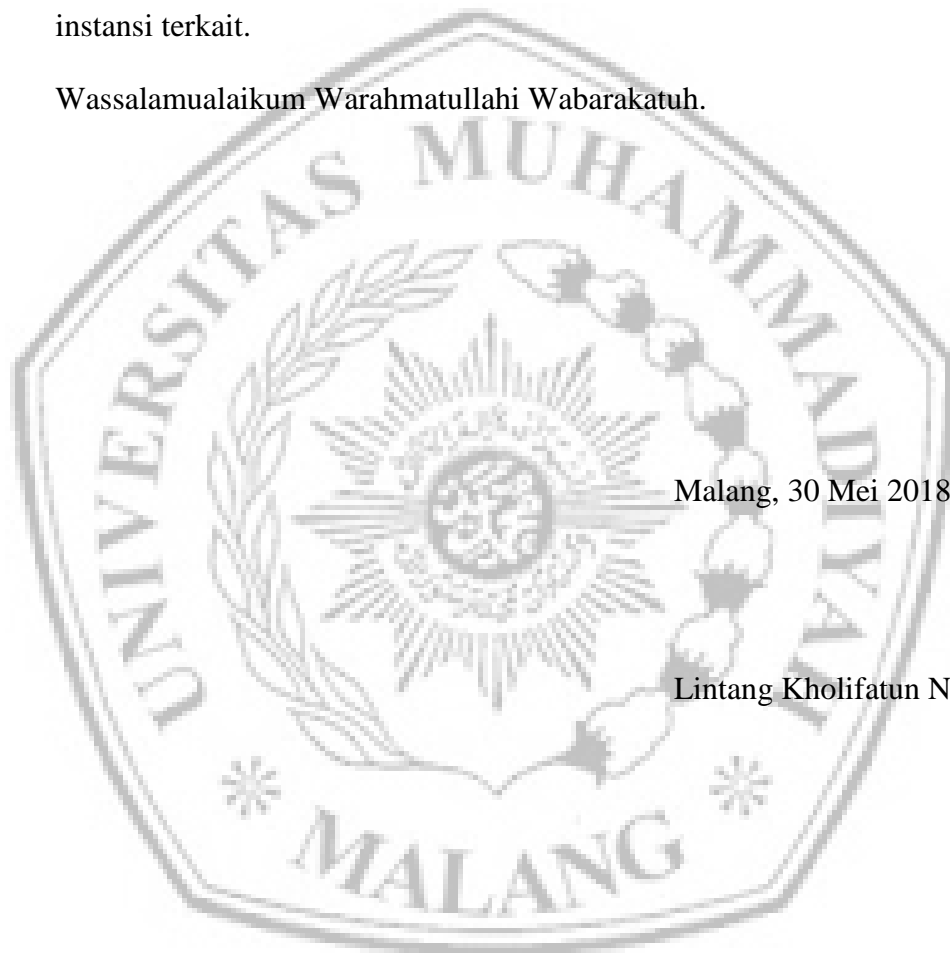 instansi terkait.
Wassalamualaikum Warahmatullahi Wabarakatuh.
UNIVERSITAS MUHAMMADIYAH
Malang, 30 Mei 2018
Lintang Kholifatun N
MALANG